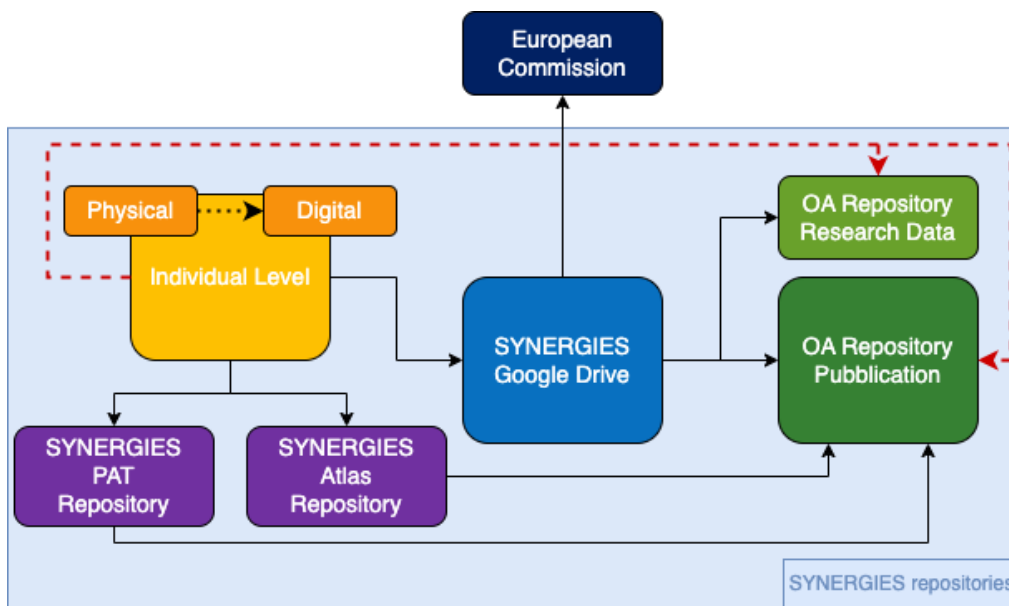 European
Commission
Physical
Digital
Individual Level
OA Repository
Research Data
SYNERGIES
Google Drive
OA Repository
Pubblication
SYNERGIES
PAT
Repository
SYNERGIES
Atlas
Repository
SYNERGIES repositories